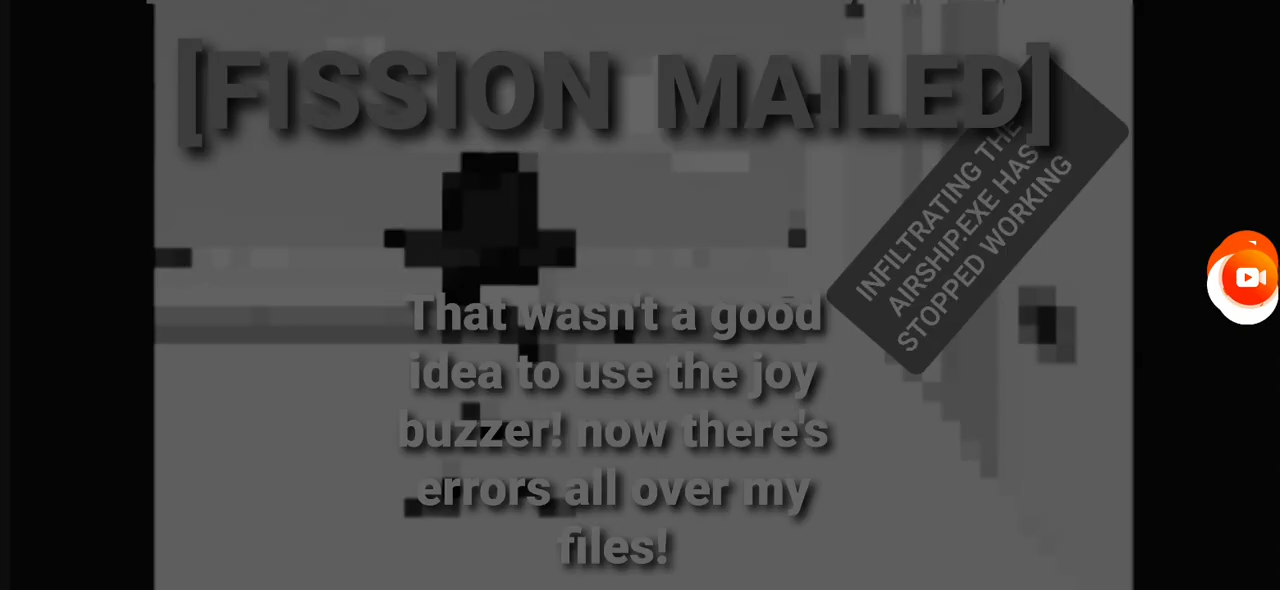 [FISSION MAILED]
INFILTRATING THE
AIRSHIP.EXE HAS
STOPPED WORKING
That wasn't a good
idea to use the joy
buzzer! now there's
errors all over my
files!